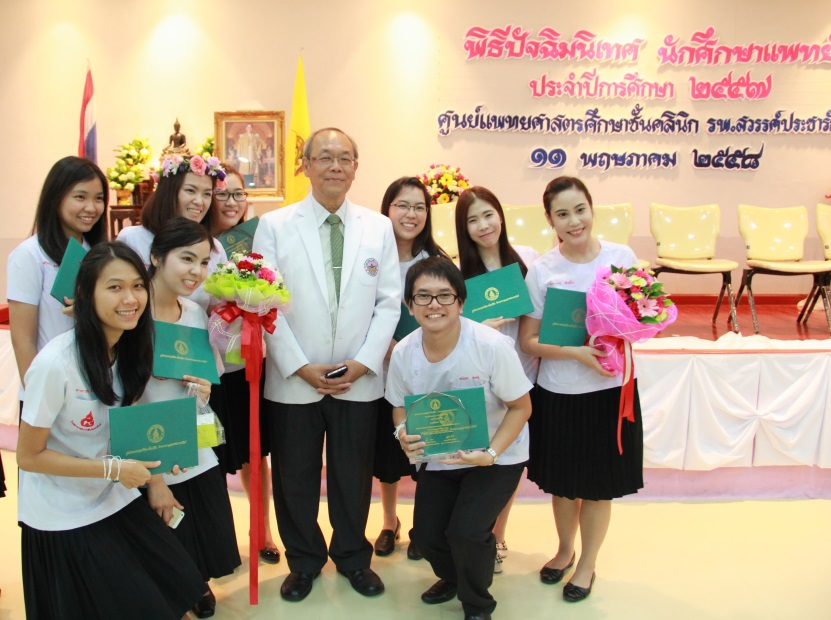 พิธีปัจฉิมนิเทศ นักศึกษาแพทย์
ประจำปีการศึกษา ๒๕๕๗
ศูนย์แพทยศาสตรศึกษาชั้นคลินิก รพ.สวรรค์ประชารั
๑๑ พฤษภาคม ๒๕๕๘